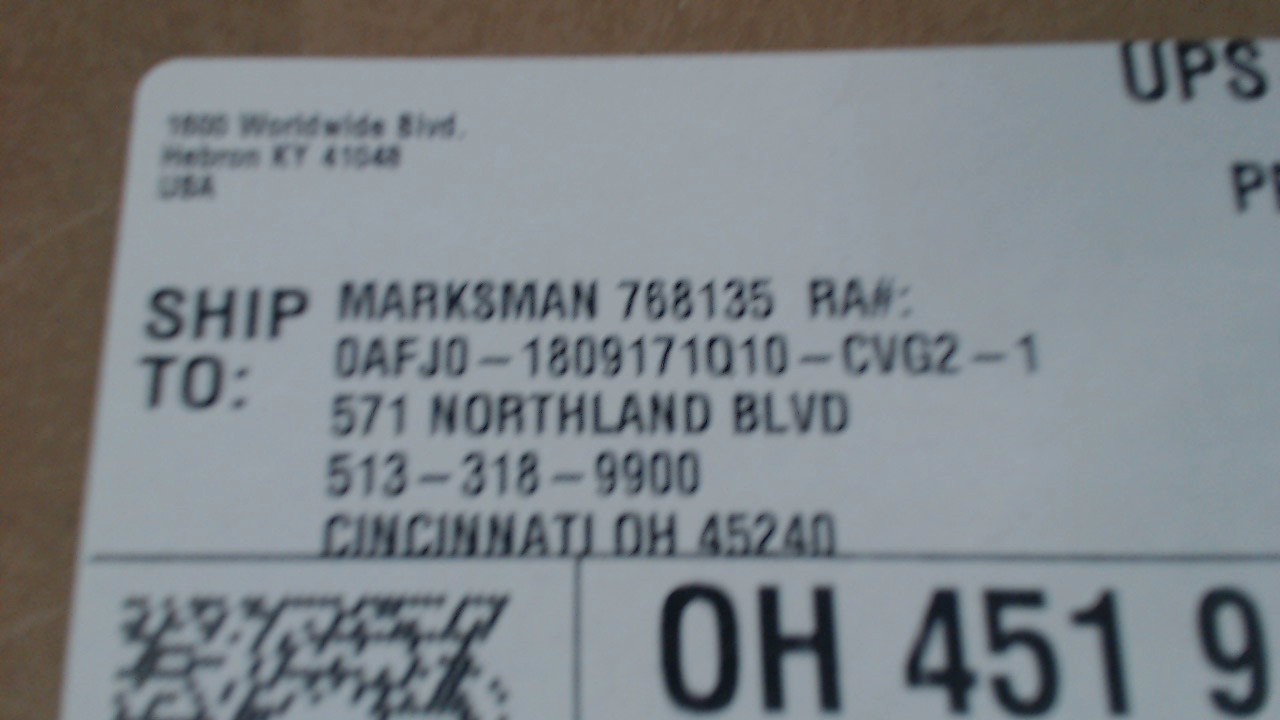 UPS
1600 Worldwide Blvd.
Hebron KY 41048
USA
SHIP TO:
MARKSMAN 768135 RA#:
0AFJ0-1809171Q10-CVG2-1
571 NORTHLAND BLVD
513-318-9900
CINCINNATI OH 45240
OH 451 9